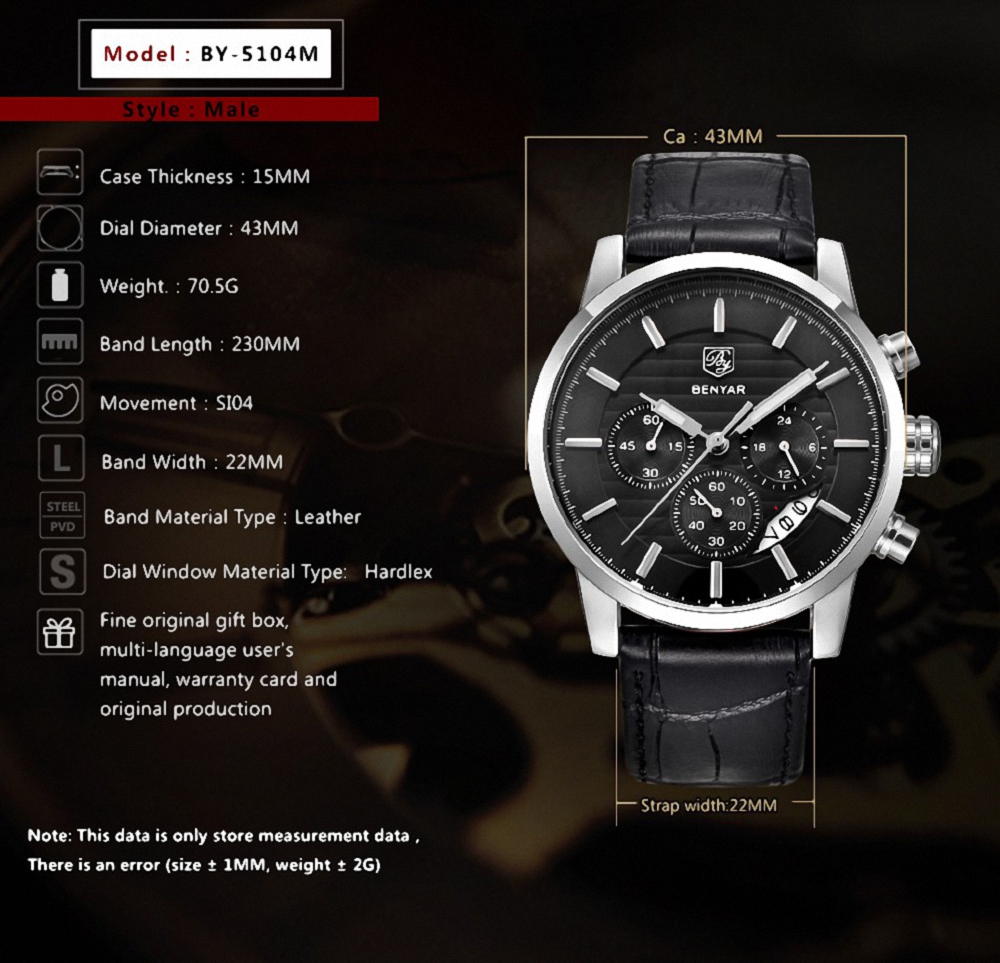 Model : BY-5104M
Style : Male
Ca : 43MM
Case Thickness : 15MM
Dial Diameter : 43MM
Weight. : 70.5G
Band Length : 230MM
Movement : SI04
L
Band Width : 22MM
STEEL
PVD
Band Material Type : Leather
S
Dial Window Material Type: Hardlex
Fine original gift box,
multi-language user's
manual, warranty card and
original production
By
BENYAR
60
45 15
30
24
18 6
12
60
50 10
40 20
30
Strap width:22MM
Note: This data is only store measurement data ,
There is an error (size ± 1MM, weight ± 2G)